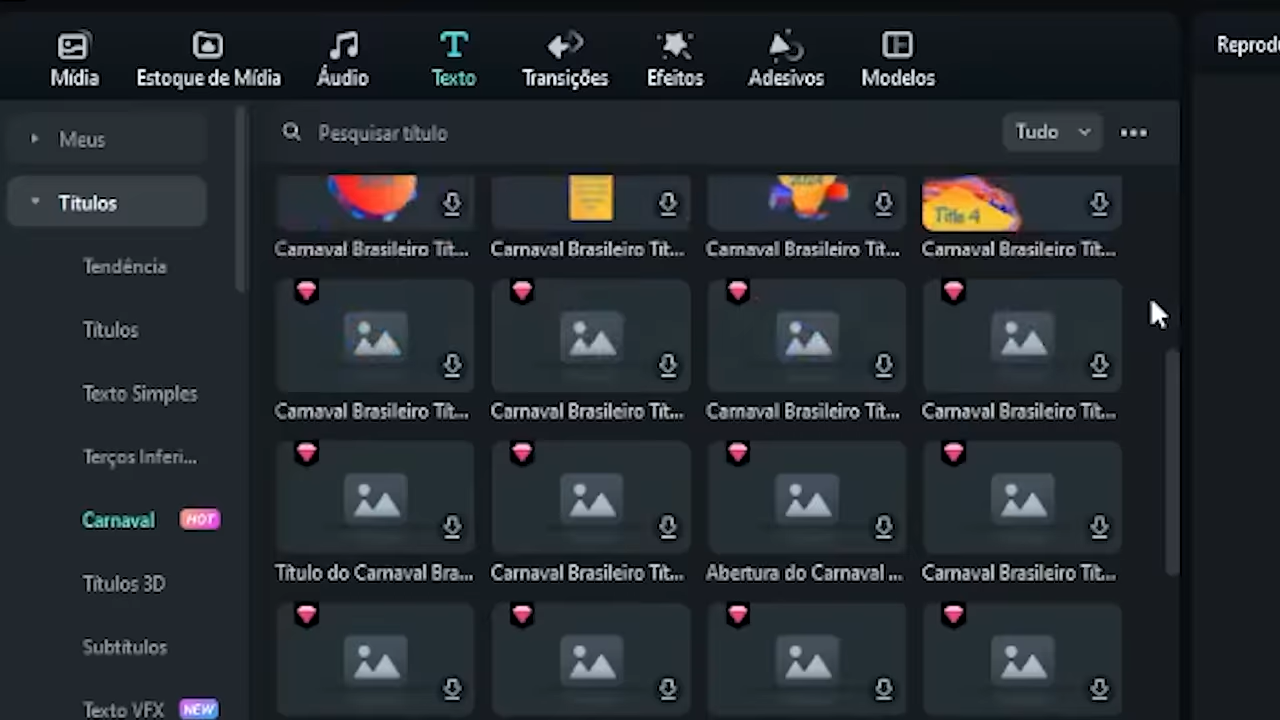 Mídia Estoque de Mídia Áudio Texto Transições Efeitos Adesivos Modelos
Reprod
Meus
Pesquisar título
Tudo
Títulos
Title 4
Carnaval Brasileiro Tít... Carnaval Brasileiro Tít... Carnaval Brasileiro Tít... Carnaval Brasileiro Tít...
Tendência
Títulos
Texto Simples
Carnaval Brasileiro Tít... Carnaval Brasileiro Tít... Carnaval Brasileiro Tít... Carnaval Brasileiro Tít...
Terços Inferi...
Carnaval HOT
Título do Carnaval Bra... Carnaval Brasileiro Tít... Abertura do Carnaval ... Carnaval Brasileiro Tít...
Títulos 3D
Subtítulos
Texto VFX NEW